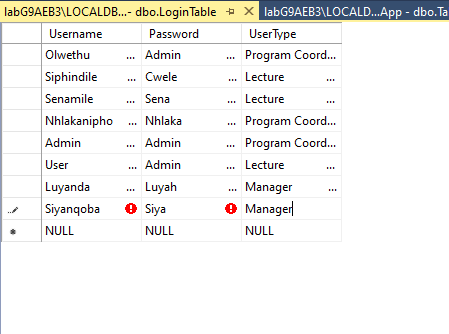 labG9AEB3\LOCALDB...- dbo.LoginTable labG9AEB3\LOCALD...App - dbo.Ta
Username Password UserType
Olwethu ... Admin ... Program Coord...
Siphindile ... Cwele ... Lecture ...
Senamile ... Sena ... Lecture ...
Nhlakanipho ... Nhlaka ... Program Coord...
Admin ... Admin ... Program Coord...
User ... Admin ... Lecture ...
Luyanda ... Luyah ... Manager ...
Siyanqoba Siya Manager
NULL NULL NULL